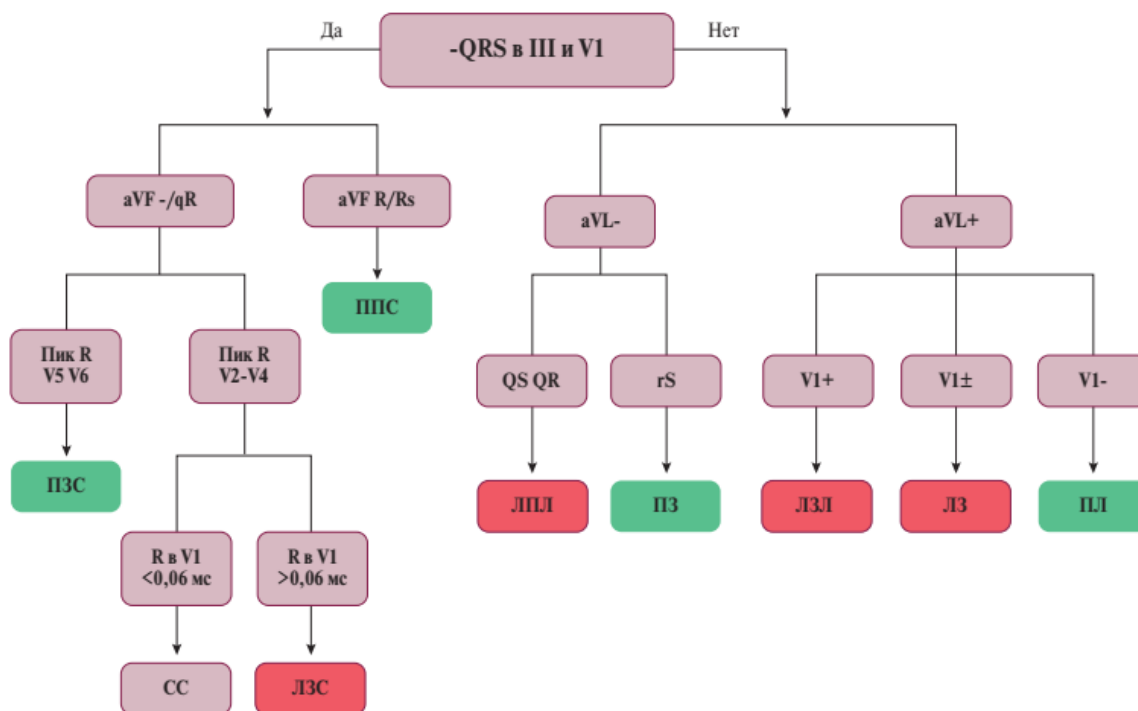 Да
-QRS в III и V1
Нет
aVF -/qR
aVF R/Rs
aVL-
aVL+
ППС
Пик R
V5 V6
Пик R
V2-V4
QS QR
rS
V1+
V1±
V1-
ПЗС
ЛПЛ
ПЗ
ЛЗЛ
ЛЗ
ПЛ
R в V1
<0,06 мс
R в V1
>0,06 мс
СС
ЛЗС